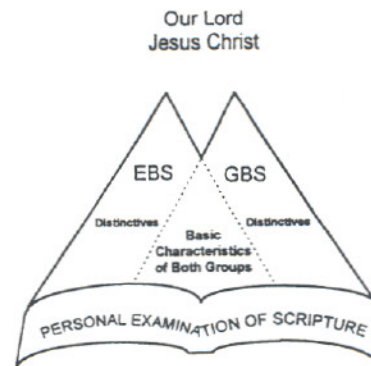 Our Lord
Jesus Christ
EBS GBS
Distinctives Distinctives
Basic
Characteristics
of Both Groups
PERSONAL EXAMINATION OF SCRIPTURE